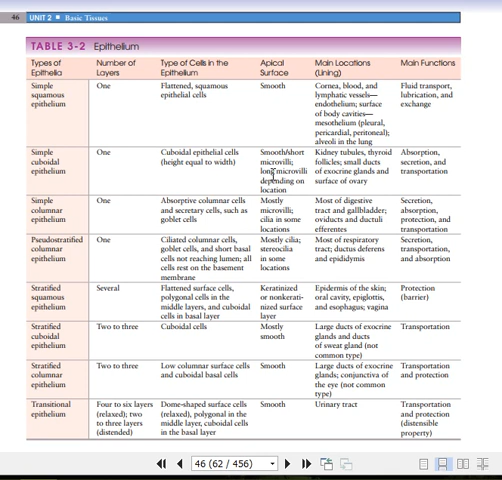 46 UNIT 2 ■ Basic Tissues
TABLE 3-2 Epithelium
Types of Epithelia Number of Layers Type of Cells in the Epithelium Apical Surface Main Locations (Lining) Main Functions
Simple squamous epithelium One Flattened, squamous epithelial cells Smooth Cornea, blood, and lymphatic vessels—endothelium; surface of body cavities—mesothelium (pleural, pericardial, peritoneal); alveoli in the lung Fluid transport, lubrication, and exchange
Simple cuboidal epithelium One Cuboidal epithelial cells (height equal to width) Smooth/short microvilli; long microvilli depending on location Kidney tubules, thyroid follicles; small ducts of exocrine glands and surface of ovary Absorption, secretion, and transportation
Simple columnar epithelium One Absorptive columnar cells and secretary cells, such as goblet cells Mostly microvilli; cilia in some locations Most of digestive tract and gallbladder; oviducts and ductuli efferentes Secretion, absorption, protection, and transportation
Pseudostratified columnar epithelium One Ciliated columnar cells, goblet cells, and short basal cells not reaching lumen; all cells rest on the basement membrane Mostly cilia; stereocilia in some locations Most of respiratory tract; ductus deferens and epididymis Secretion, transportation, and absorption
Stratified squamous epithelium Several Flattened surface cells, polygonal cells in the middle layers, and cuboidal cells in basal layer Keratinized or nonkerati-nized surface layer Epidermis of the skin; oral cavity, epiglottis, and esophagus; vagina Protection (barrier)
Stratified cuboidal epithelium Two to three Cuboidal cells Mostly smooth Large ducts of exocrine glands and ducts of sweat gland (not common type) Transportation
Stratified columnar epithelium Two to three Low columnar surface cells and cuboidal basal cells Smooth Large ducts of exocrine glands; conjunctiva of the eye (not common type) Transportation and protection
Transitional epithelium Four to six layers (relaxed); two to three layers (distended) Dome-shaped surface cells (relaxed), polygonal in the middle layer, cuboidal cells in the basal layer Smooth Urinary tract Transportation and protection (distensible property)
46 (62 / 456)